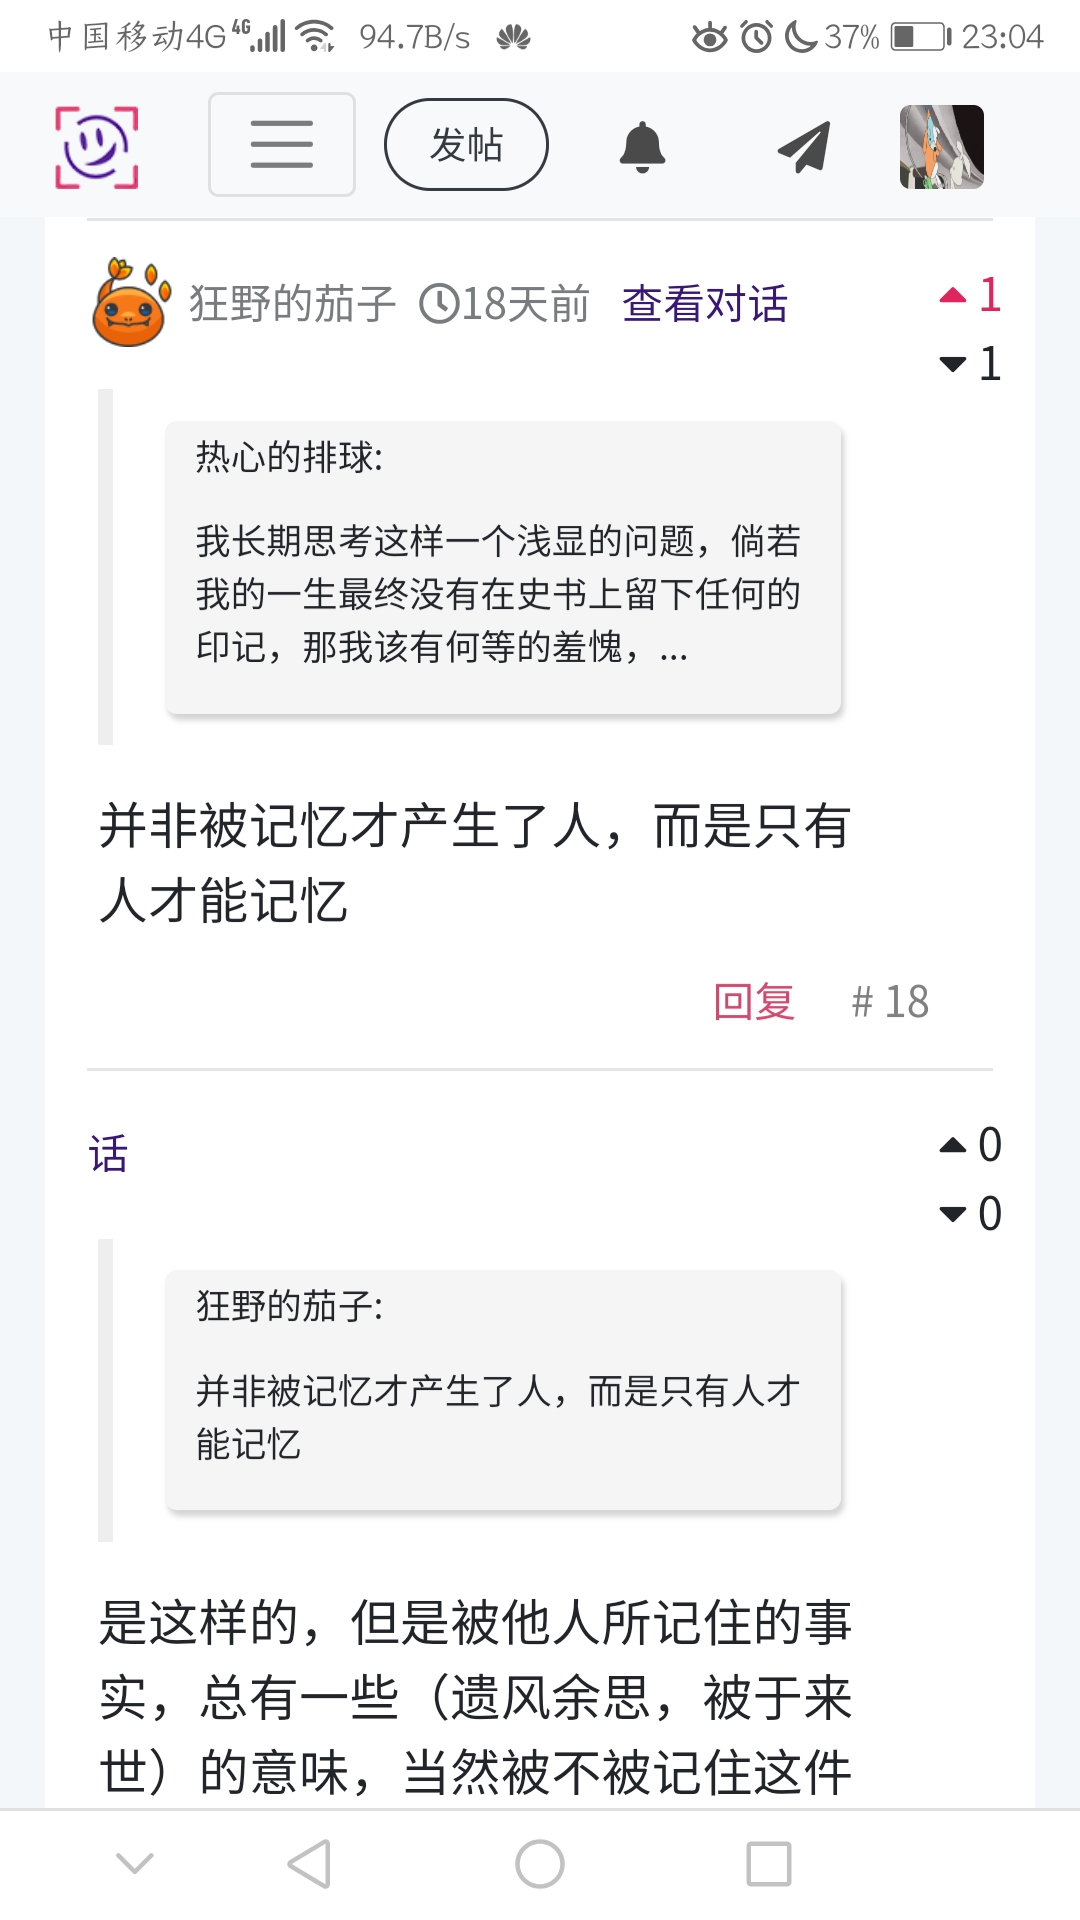 中国移动4G 4G 94.7B/s 37% 23:04
发帖
狂野的茄子 18天前 查看对话 1
1
热心的排球:
我长期思考这样一个浅显的问题，倘若
我的一生最终没有在史书上留下任何的
印记，那我该有何等的羞愧，...
并非被记忆才产生了人，而是只有
人才能记忆
回复 # 18
话 0
0
狂野的茄子:
并非被记忆才产生了人，而是只有人才
能记忆
是这样的，但是被他人所记住的事
实，总有一些（遗风余思，被于来
世）的意味，当然被不被记住这件